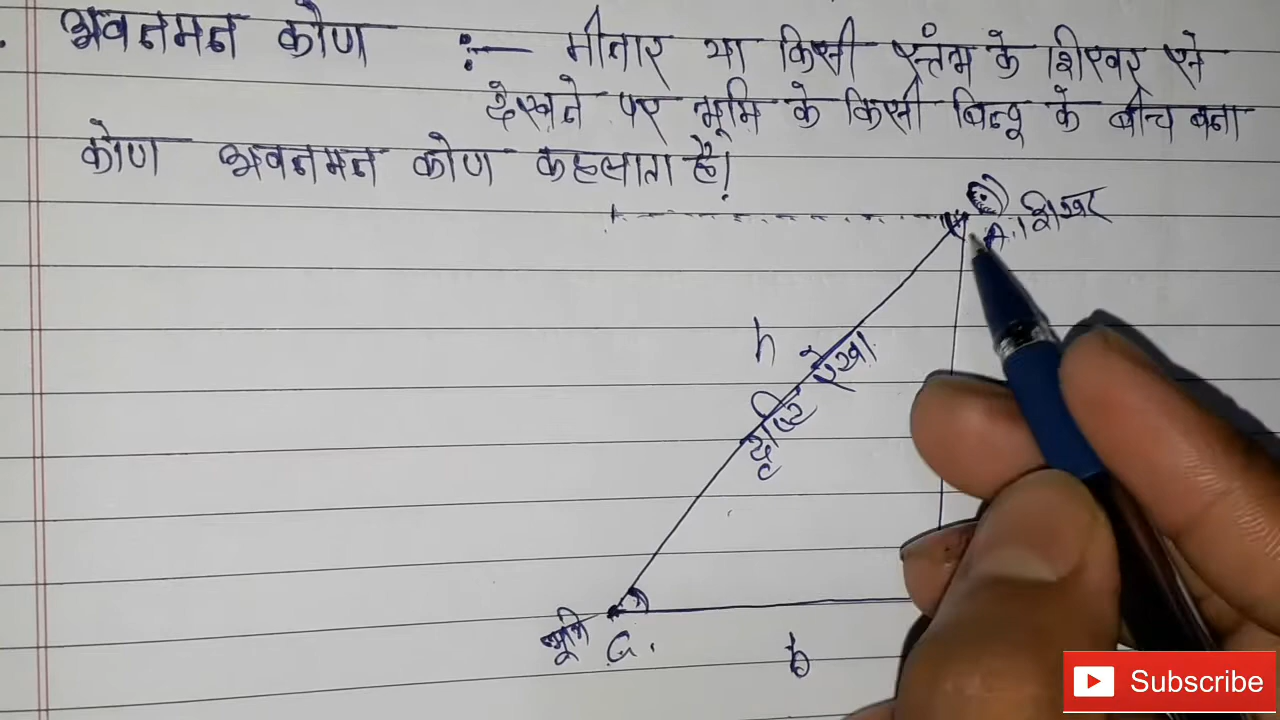 अवनमन कोण :— मीनार या किसी स्तंभ के शिखर से
देखने पर भूमि के किसी बिन्दू के बीच बना
कोण अवनमन कोण कहलाता है।
A. शिखर
h
दृष्टि रेखा
भूमि C.
b
Subscribe